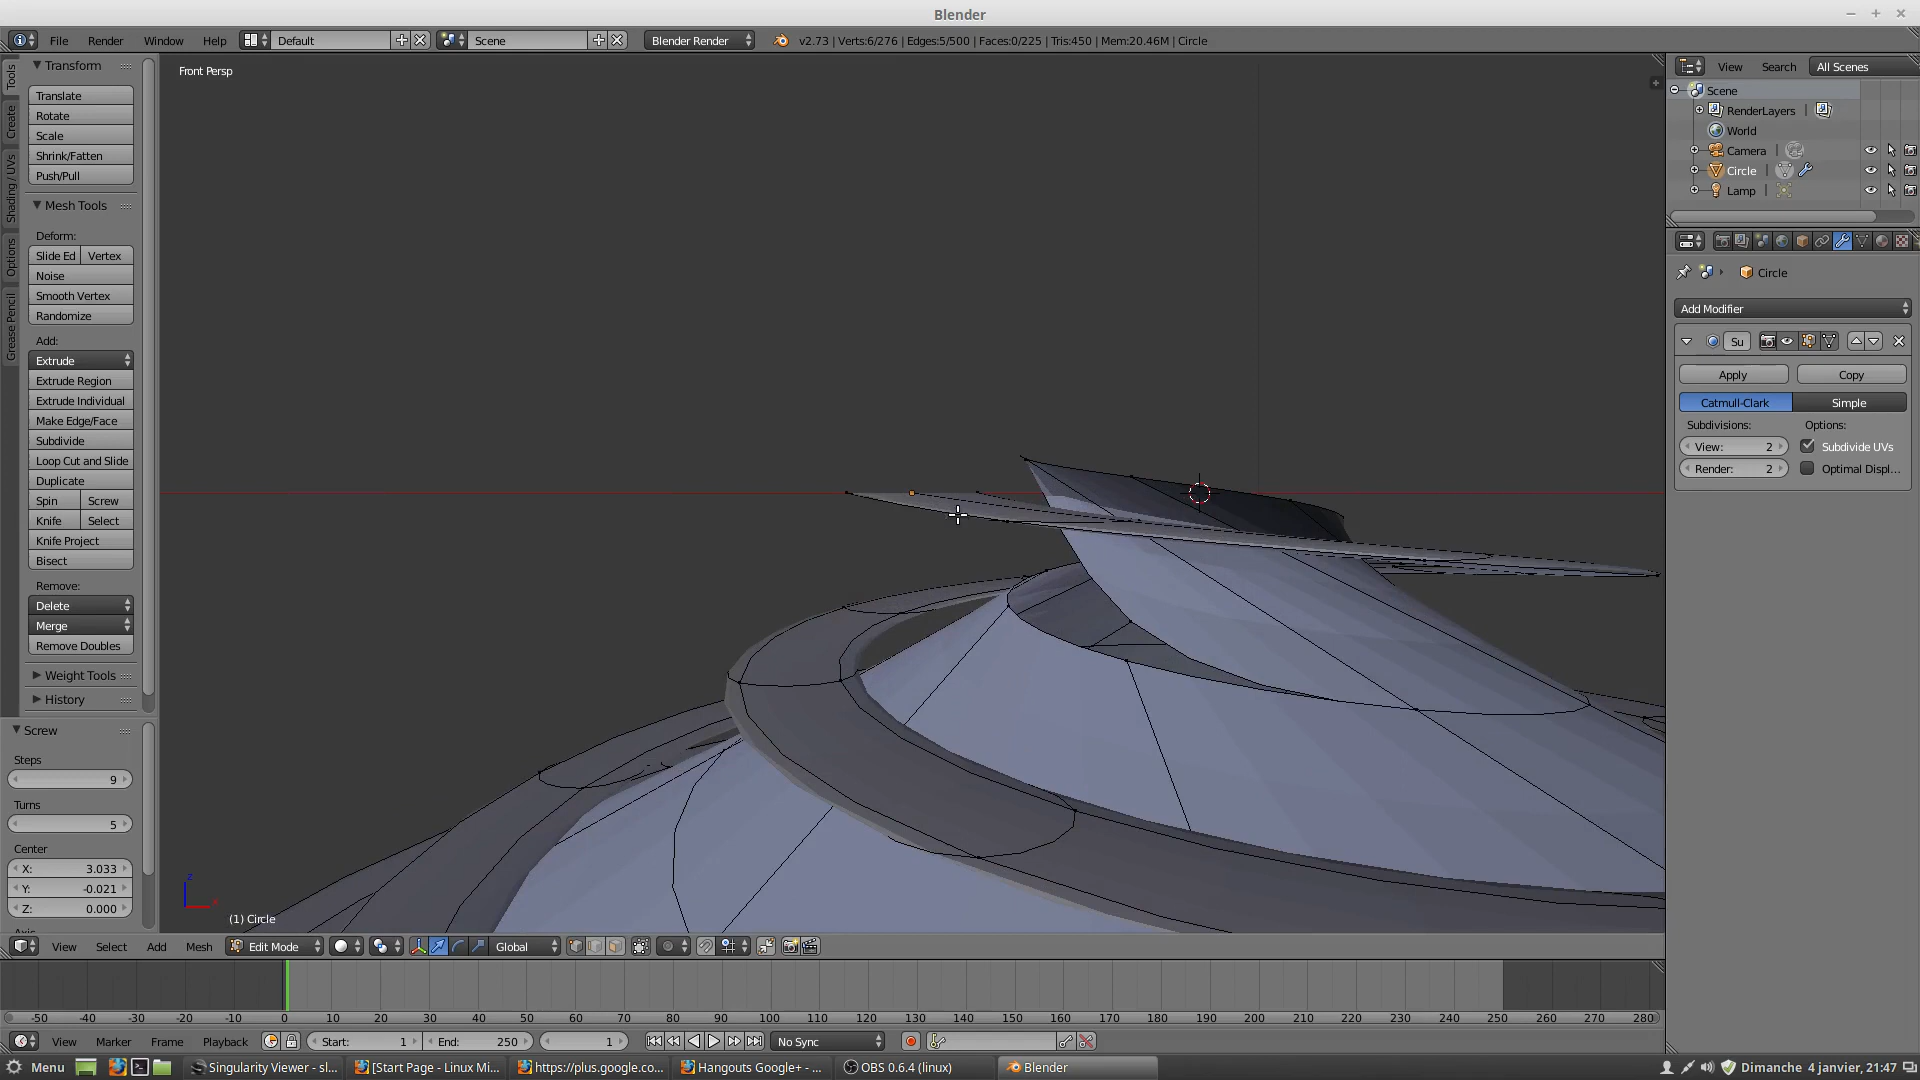 Blender
File Render Window Help Default Scene Blender Render v2.73 | Verts:6/276 | Edges:5/500 | Faces:0/225 | Tris:450 | Mem:20.46M | Circle
Tools
Create
Shading / UVs
Options
Grease Pencil
Transform
Translate
Rotate
Scale
Shrink/Fatten
Push/Pull
Mesh Tools
Deform:
Slide Ed Vertex
Noise
Smooth Vertex
Randomize
Add:
Extrude
Extrude Region
Extrude Individual
Make Edge/Face
Subdivide
Loop Cut and Slide
Duplicate
Spin Screw
Knife Select
Knife Project
Bisect
Remove:
Delete
Merge
Remove Doubles
Weight Tools
History
Screw
Steps
9
Turns
5
Center
X: 3.033
Y: -0.021
Z: 0.000
Front Persp
z
x
(1) Circle
View Search All Scenes
Scene
RenderLayers
World
Camera
Circle
Lamp
Circle
Add Modifier
Su
Apply Copy
Catmull-Clark Simple
Subdivisions: Options:
View: 2 Subdivide UVs
Render: 2 Optimal Displ...
View Select Add Mesh Edit Mode Global
-50 -40 -30 -20 -10 0 10 20 30 40 50 60 70 80 90 100 110 120 130 140 150 160 170 180 190 200 210 220 230 240 250 260 270 280
View Marker Frame Playback Start: 1 End: 250 1 No Sync
Menu Singularity Viewer - sl... [Start Page - Linux Mi... https://plus.google.co... Hangouts Google+ - ... OBS 0.6.4 (linux) Blender Dimanche 4 janvier, 21:47